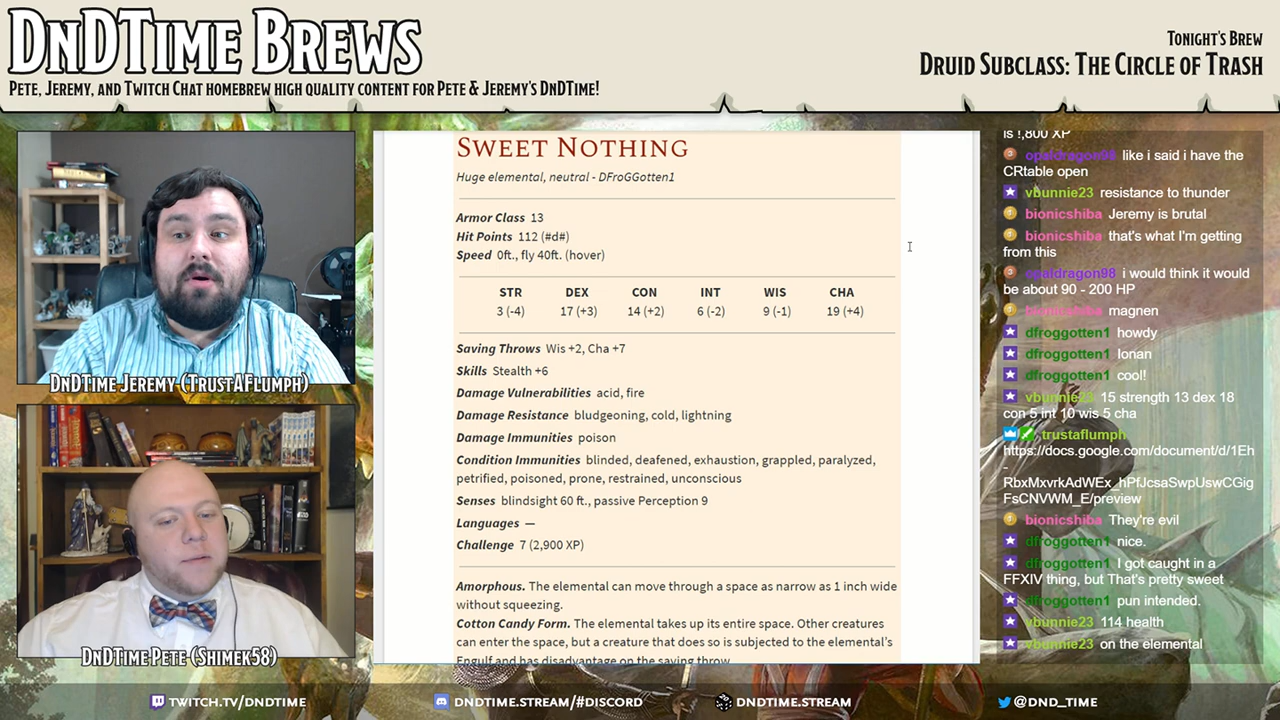 DnDTime Brews
Pete, Jeremy, and Twitch Chat homebrew high quality content for Pete & Jeremy's DnDTime!
Tonight's Brew
Druid Subclass: The Circle of Trash
DnDTime Jeremy (TrustAFlumph)
DnDTime Pete (Shimek58)
Sweet Nothing
Huge elemental, neutral - DFroGGotten1
Armor Class 13
Hit Points 112 (#d#)
Speed 0ft., fly 40ft. (hover)
STR DEX CON INT WIS CHA
3 (-4) 17 (+3) 14 (+2) 6 (-2) 9 (-1) 19 (+4)
Saving Throws Wis +2, Cha +7
Skills Stealth +6
Damage Vulnerabilities acid, fire
Damage Resistance bludgeoning, cold, lightning
Damage Immunities poison
Condition Immunities blinded, deafened, exhaustion, grappled, paralyzed,
petrified, poisoned, prone, restrained, unconscious
Senses blindsight 60 ft., passive Perception 9
Languages —
Challenge 7 (2,900 XP)
Amorphous. The elemental can move through a space as narrow as 1 inch wide
without squeezing.
Cotton Candy Form. The elemental takes up its entire space. Other creatures
can enter the space, but a creature that does so is subjected to the elemental's
Engulf and has disadvantage on the saving throw.
is !,800 XP
opaldragon98 like i said i have the
CRtable open
vbunnie23 resistance to thunder
bionicshiba Jeremy is brutal
bionicshiba that's what I'm getting
from this
opaldragon98 i would think it would
be about 90 - 200 HP
bionicshiba magnen
dfroggotten1 howdy
dfroggotten1 Ionan
dfroggotten1 cool!
vbunnie23 15 strength 13 dex 18
con 5 int 10 wis 5 cha
trustaflumph
https://docs.google.com/document/d/1Eh
-
RbxMxvrkAdWEx_hPfJcsaSwpUswCGig
FsCNVWM_E/preview
bionicshiba They're evil
dfroggotten1 nice.
dfroggotten1 I got caught in a
FFXIV thing, but That's pretty sweet
dfroggotten1 pun intended.
vbunnie23 114 health
vbunnie23 on the elemental
twitch.tv/dndtime
dndtime.stream/#discord
dndtime.stream
@dnd_time